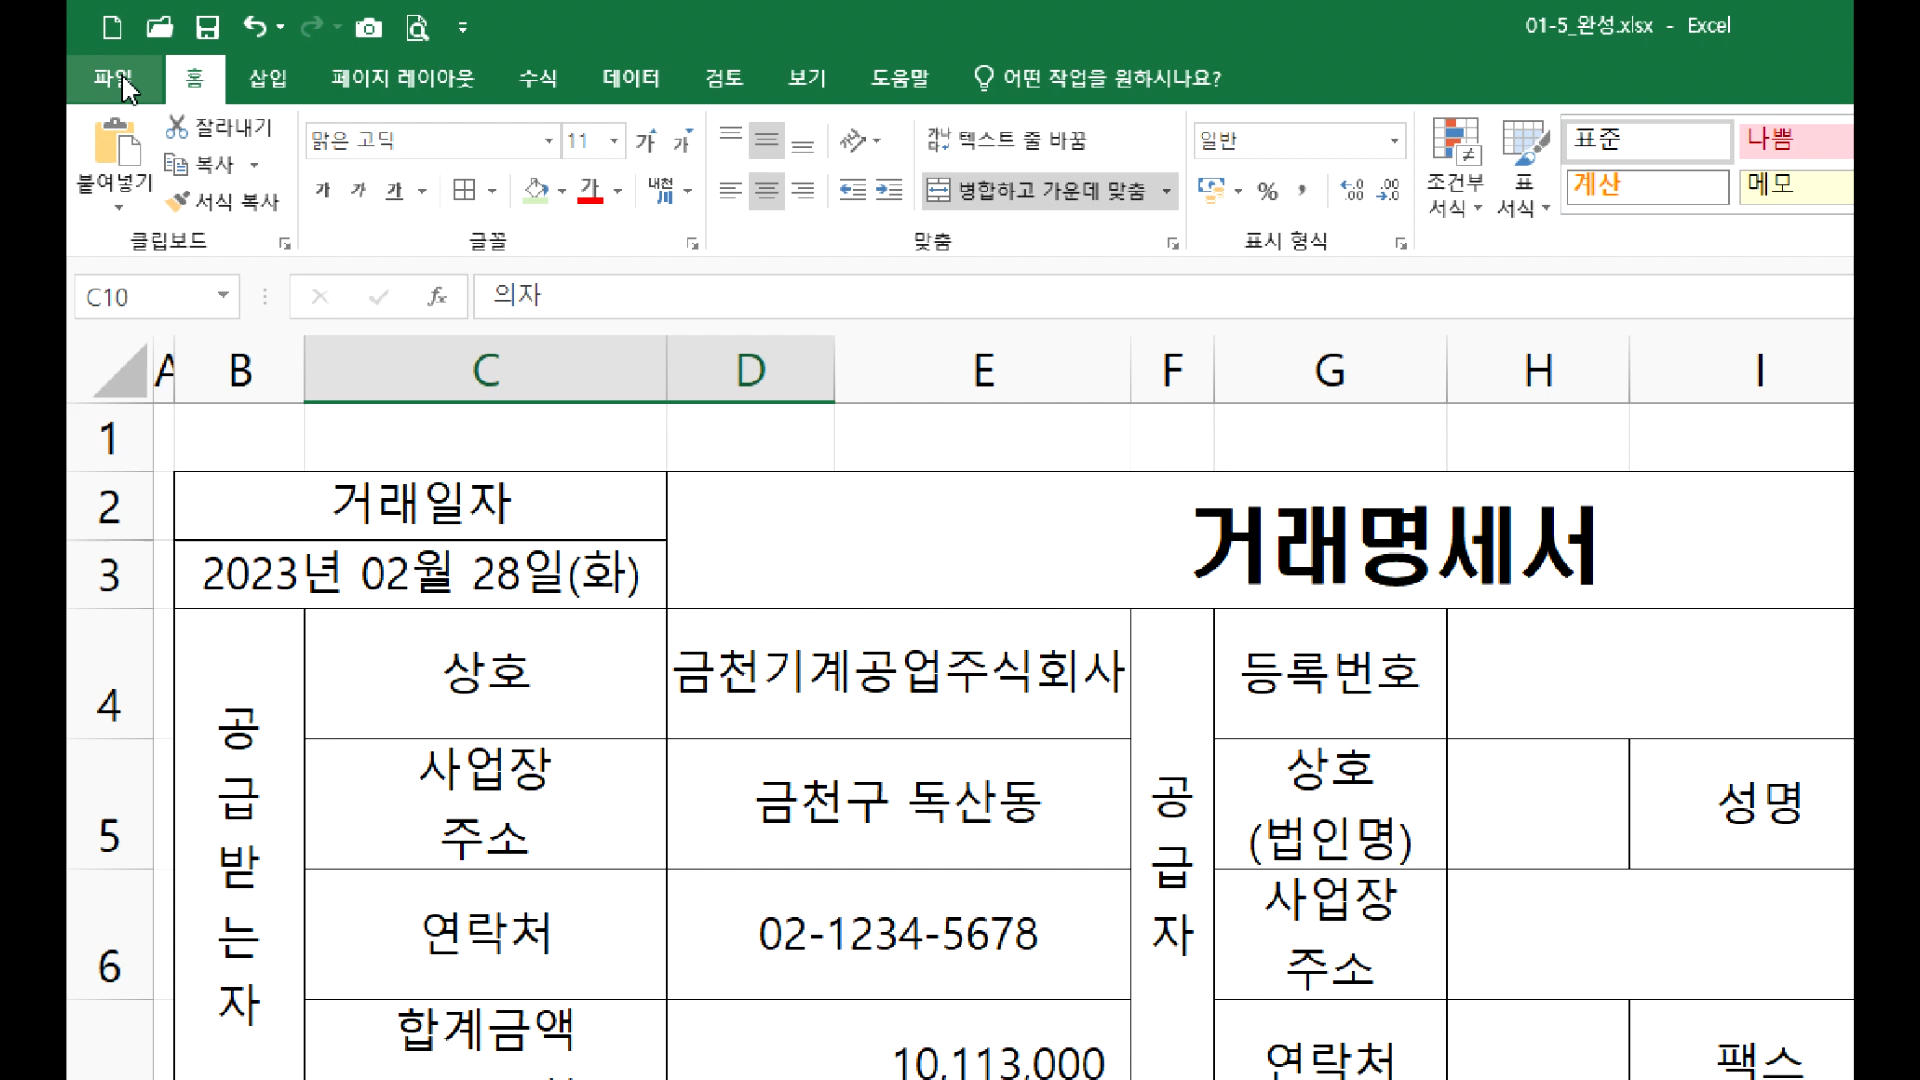 01-5_완성.xlsx - Excel
파일 홈 삽입 페이지 레이아웃 수식 데이터 검토 보기 도움말 어떤 작업을 원하시나요?
붙여넣기
잘라내기
복사
서식 복사
클립보드
맑은 고딕 11 가 가
가 가 가 가 내천 川
글꼴
텍스트 줄 바꿈
병합하고 가운데 맞춤
맞춤
일반
% , .00 .00
표시 형식
조건부
서식
표
서식
표준 나쁨
계산 메모
C10 fx 의자
A B C D E F G H I
1
2 거래일자 거래명세서
3 2023년 02월 28일(화)
4 상호 금천기계공업주식회사 등록번호
5 사업장
주소 금천구 독산동 상호
(법인명) 성명
6 연락처 02-1234-5678 사업장
주소
공급받는자
공급자
합계금액 10,113,000 연락처 팩스